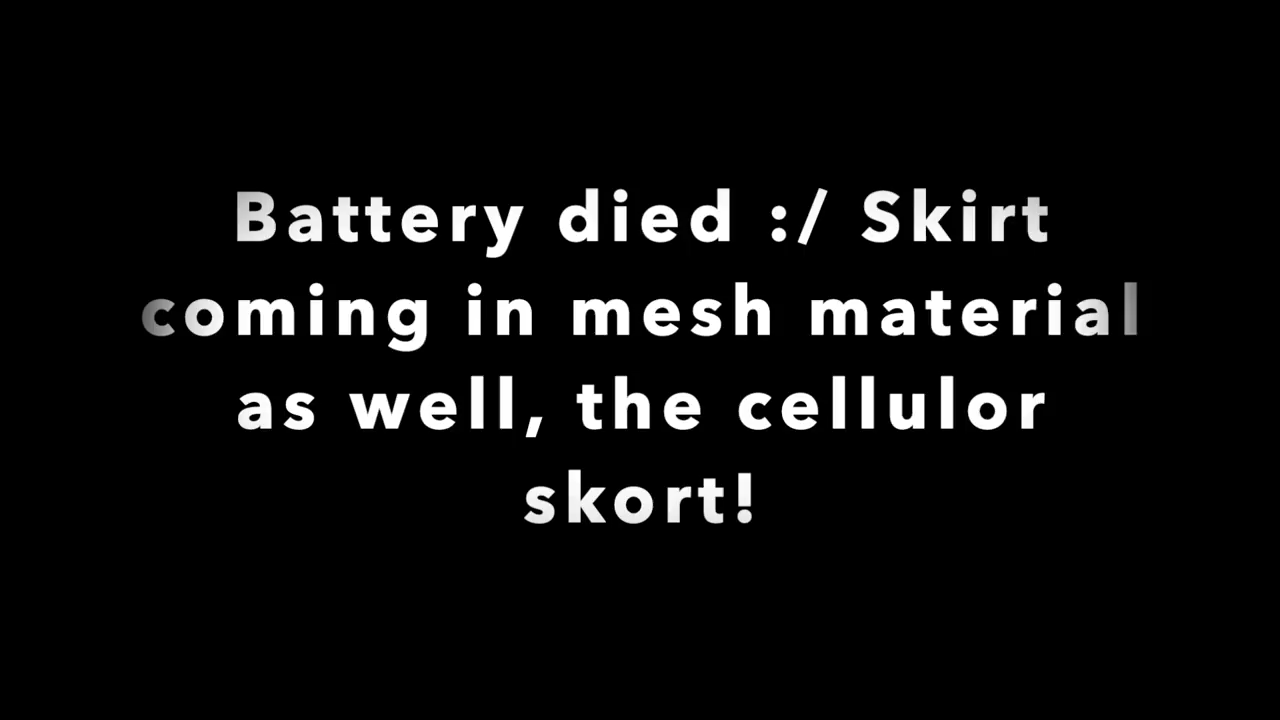 Battery died :/ Skirt
coming in mesh material
as well, the cellulor
skort!